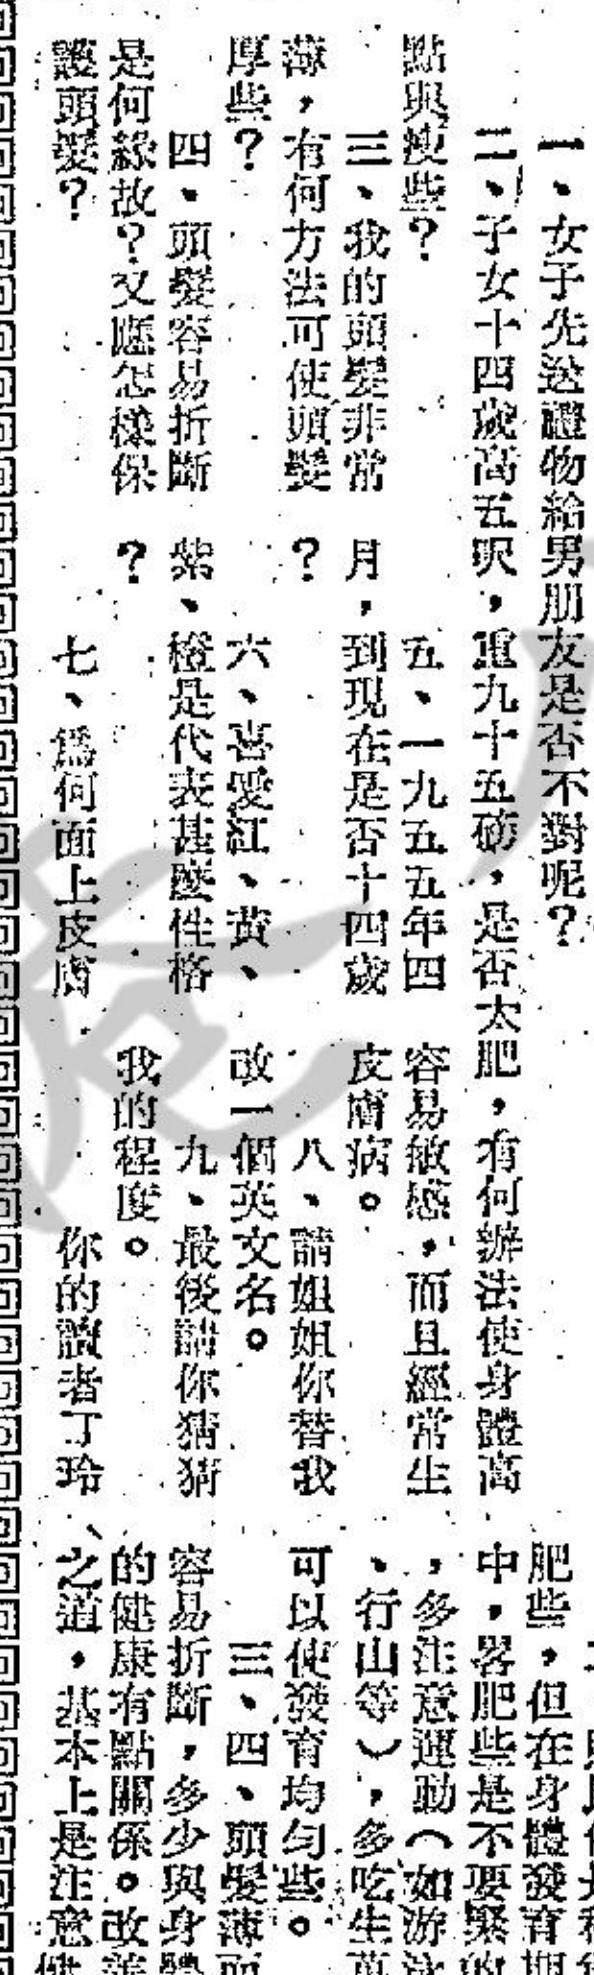 一、女子先送禮物給男朋友是否不對呢？
二、子女十四歲高五呎，重九十五磅，是否太肥，有何辦法使身體高
點與瘦些？
三、我的頭髮非常
薄，有何方法可使頭髮
厚些？
四、頭髮容易折斷
是何緣故？又應怎樣保
護頭髮？
五、一九五五年四
月，到現在是否十四歲
？
六、喜愛紅、黃、
紫、橙是代表甚麼性格
？
七、爲何面上皮膚
容易敏感，而且經常生
皮膚病。
八、請姐姐你替我
改一個英文名。
九、最後請你猜猜
我的程度。
你的讀者丁玲
肥些，但在身體發育期
中，畧肥些是不要緊的
，多注意運動（如游泳
、行山等），多吃生
可以使發育均勻些。
三、四、頭髮薄而
容易折斷，多少與身體
的健康有點關係。改善
之道，基本上是注意